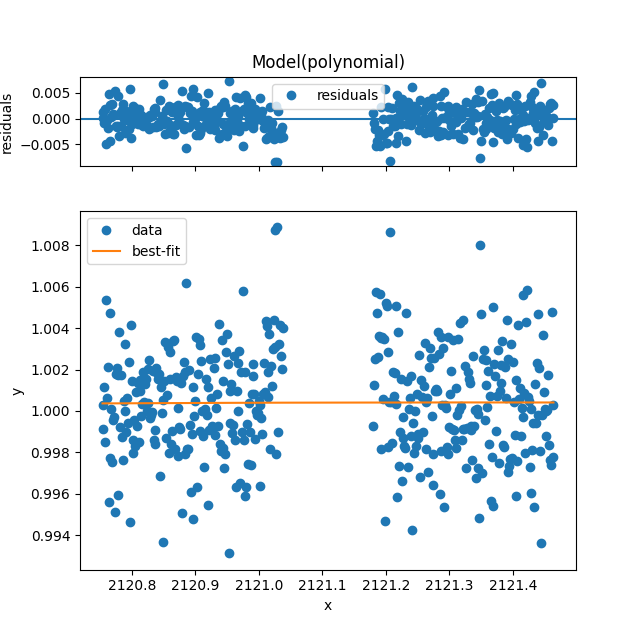 Model(polynomial)
residuals
0.005
0.000
−0.005
residuals
data
best-fit
y
1.008
1.006
1.004
1.002
1.000
0.998
0.996
0.994
2120.8 2120.9 2121.0 2121.1 2121.2 2121.3 2121.4
x